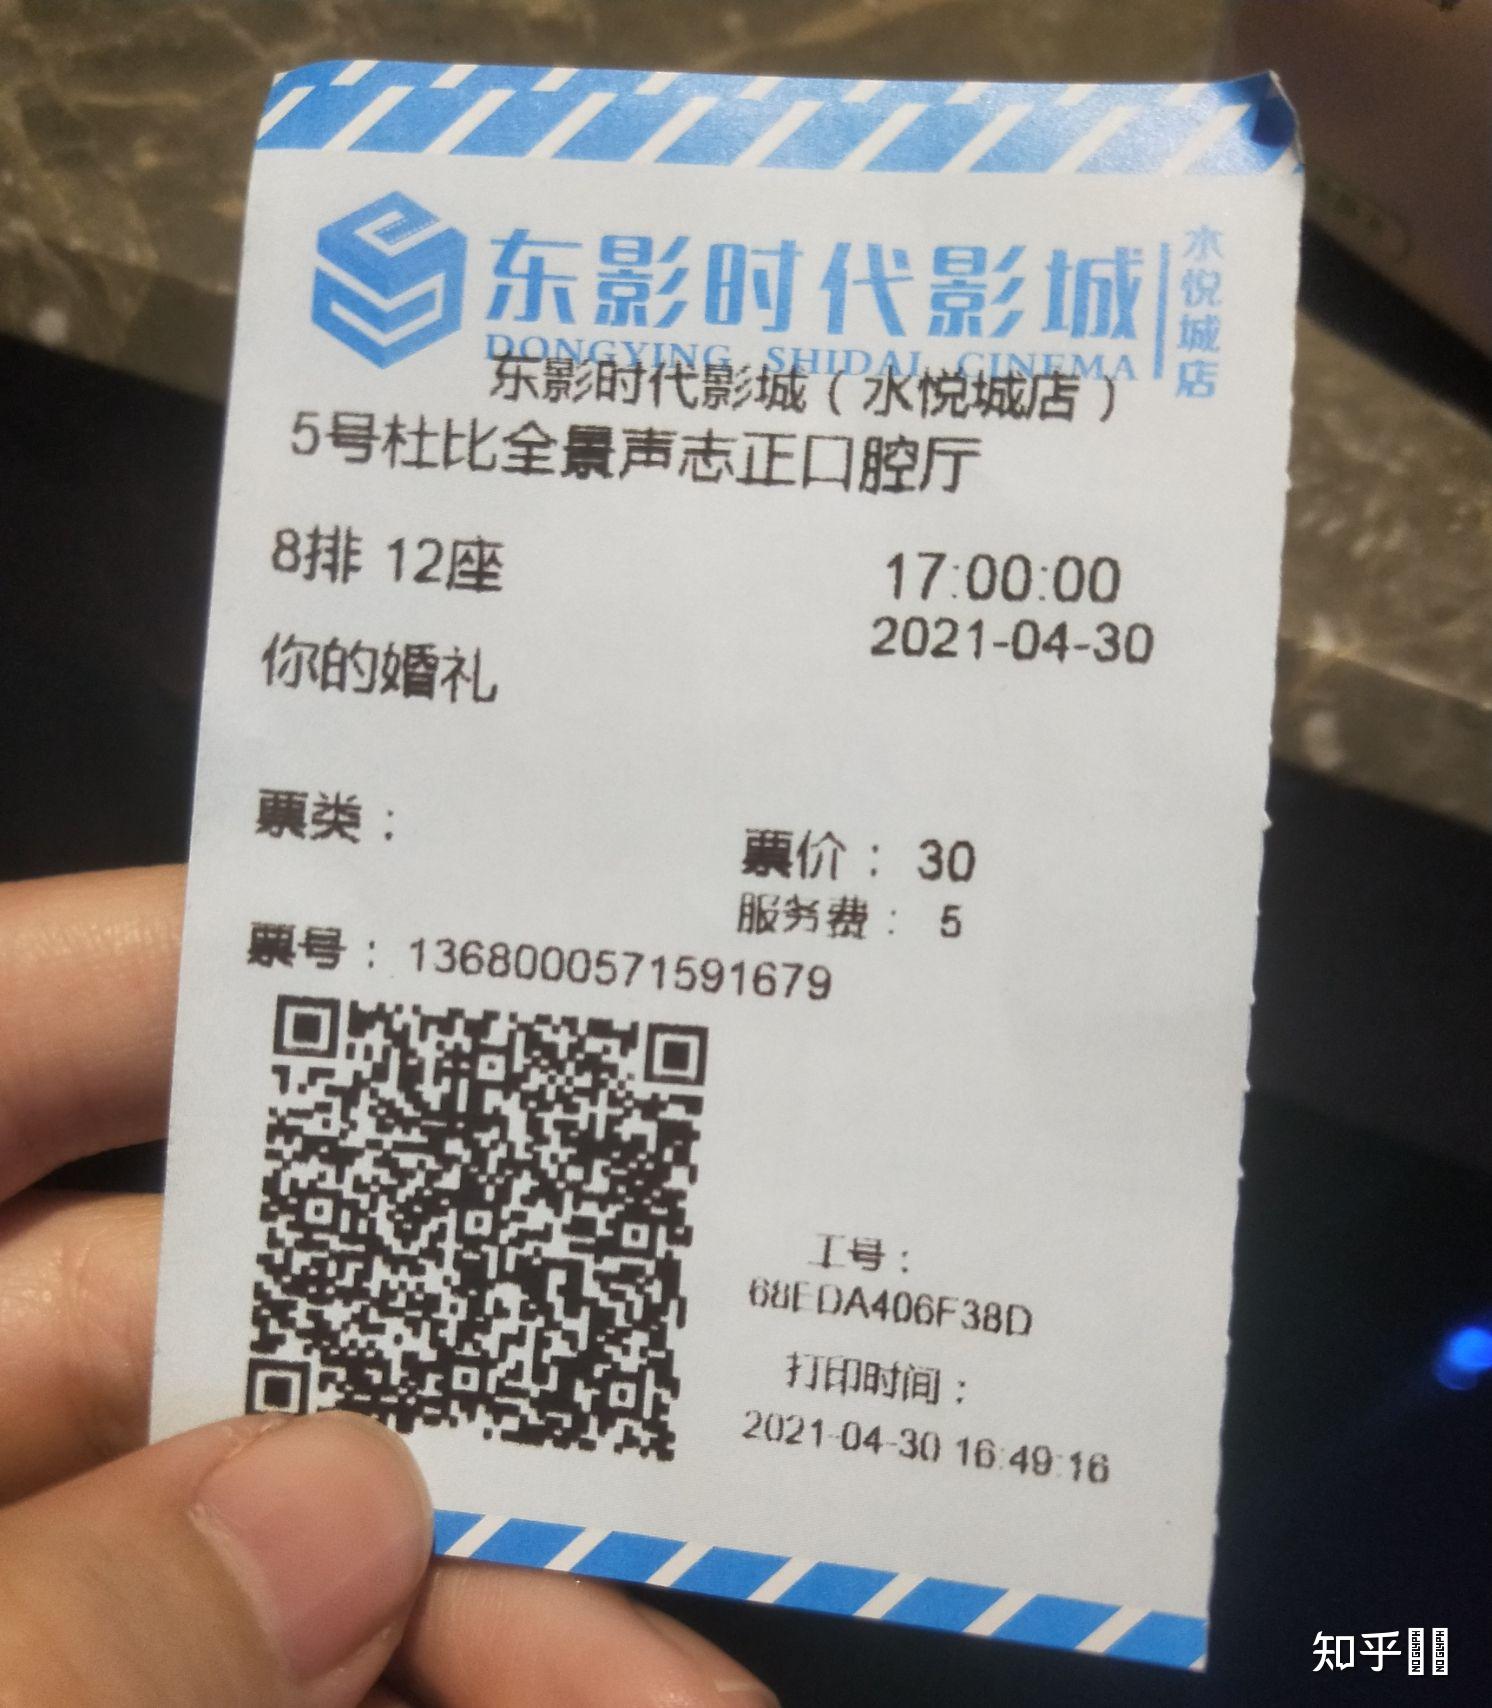 东影时代影城
水悦城店
DONGYING SHIDAI CINEMA
东影时代影城（水悦城店）
5号杜比全景声志正口腔厅
8排 12座
17:00:00
2021-04-30
你的婚礼
票类：
票价： 30
服务费： 5
票号：1368000571591679
工号：
68EDA406F38D
打印时间：
2021-04-30 16:49:16
知乎